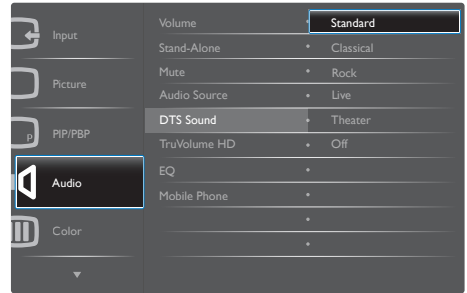 Input
Picture
p
PIP/PBP
Audio
Color
Volume
Stand-Alone
Mute
Audio Source
DTS Sound
TruVolume HD
EQ
Mobile Phone
Standard
Classical
Rock
Live
Theater
Off